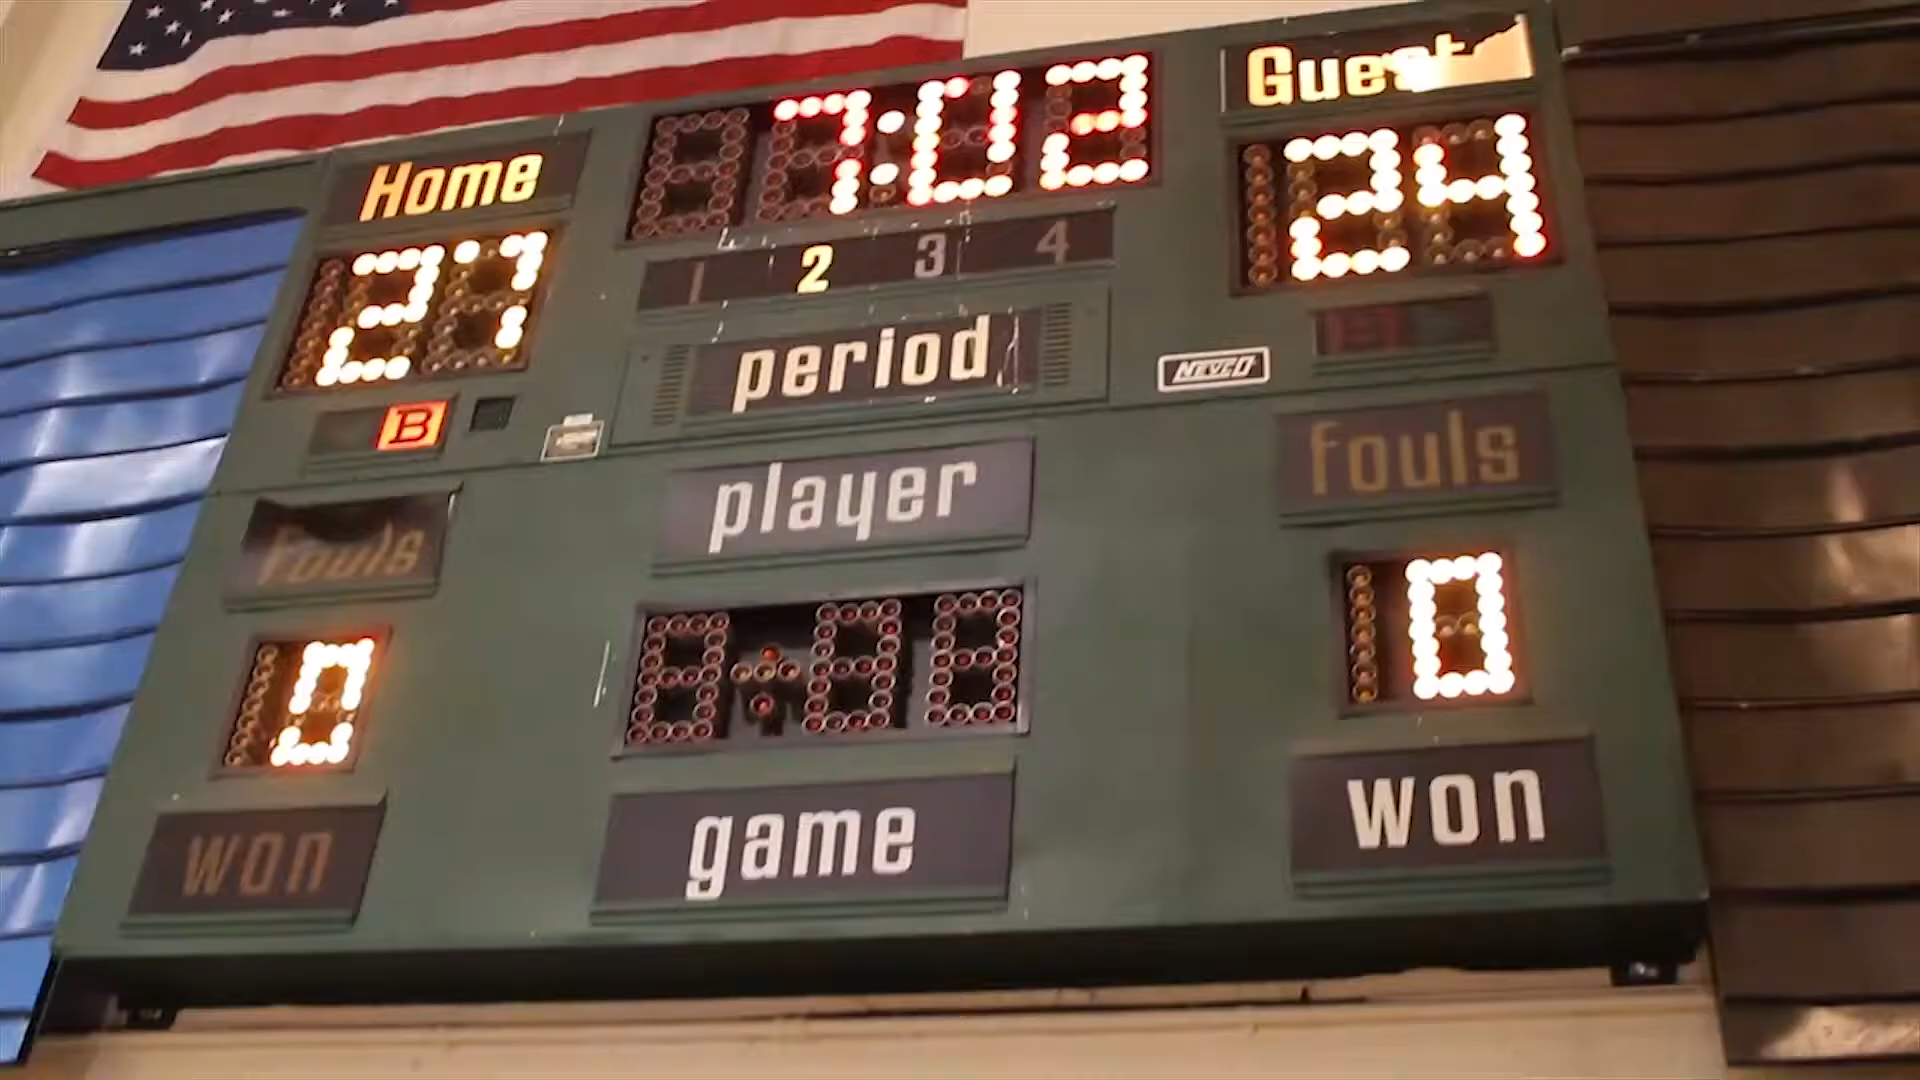 Home
7:02
Guest
27
24
1 2 3 4
period
B
NEVCO
fouls
player
fouls
0
0
won
game
won